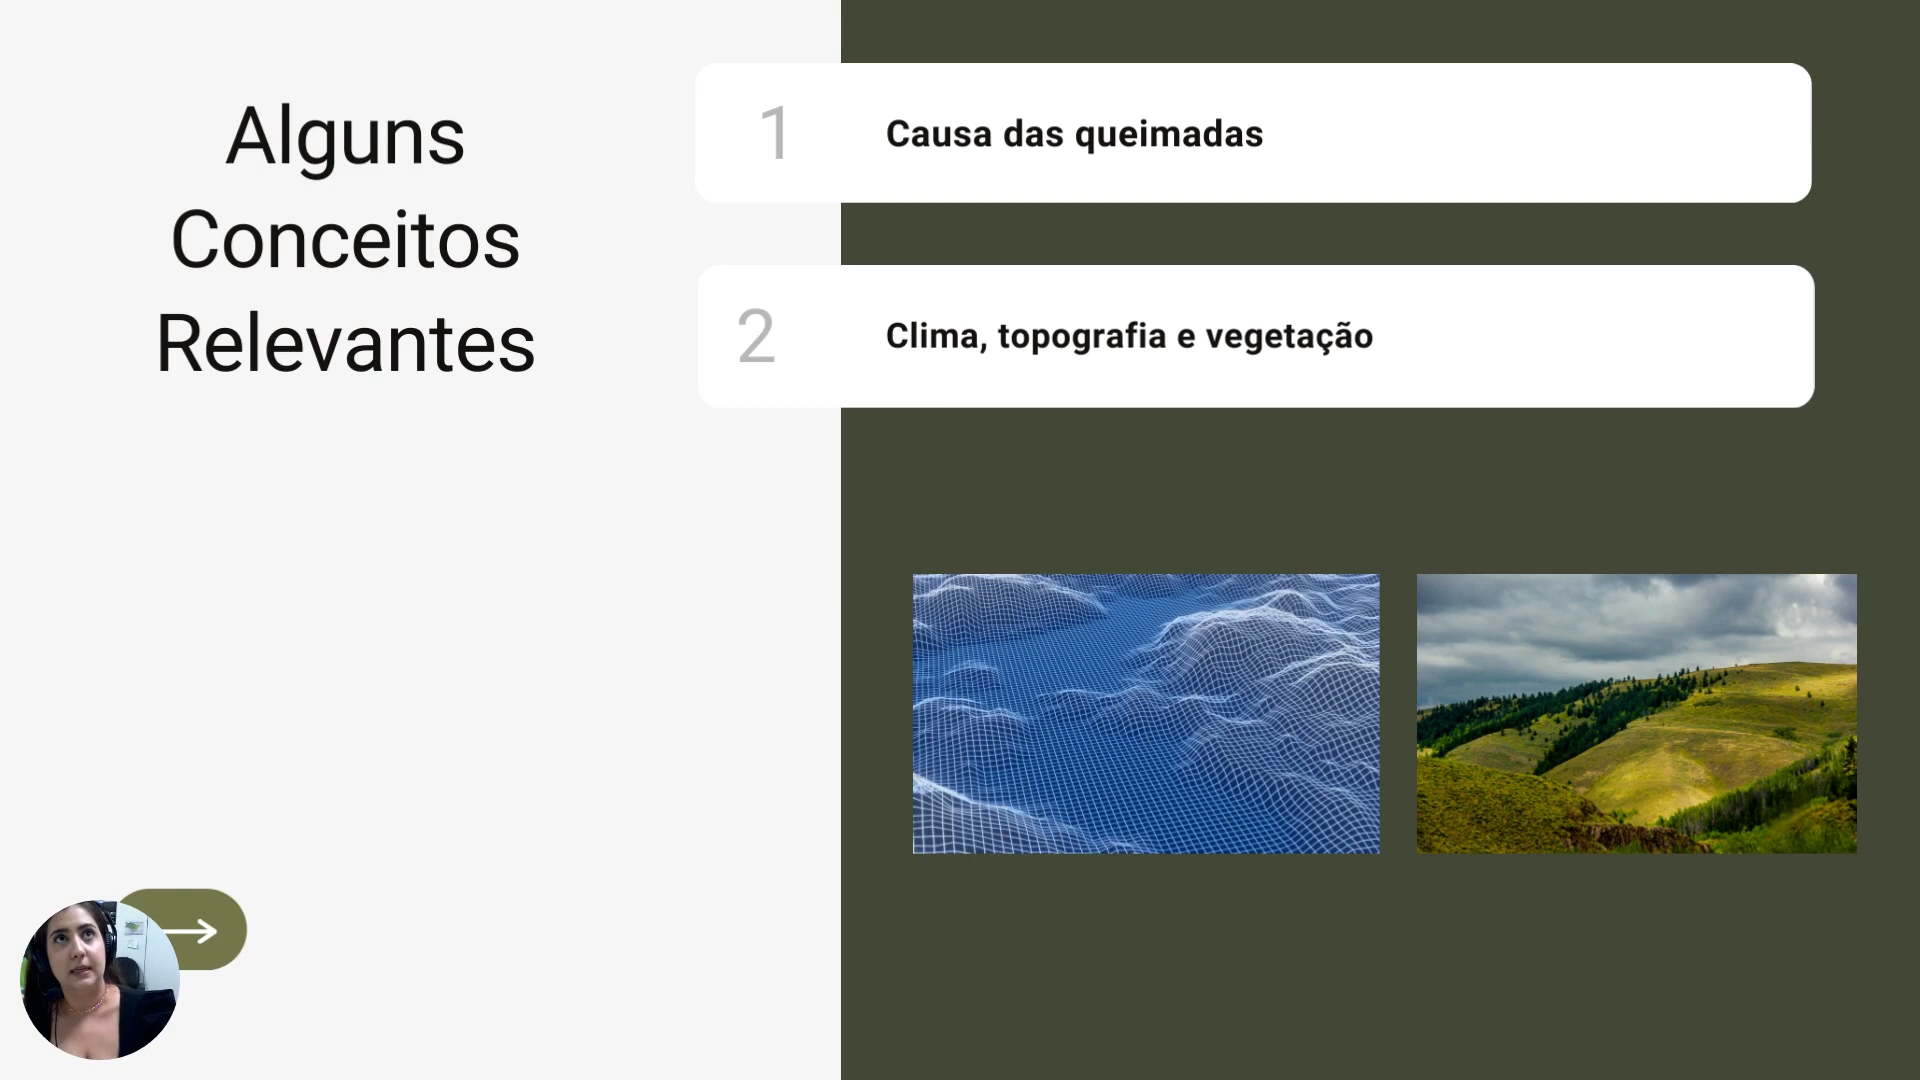 Alguns
Conceitos
Relevantes
1
Causa das queimadas
2
Clima, topografia e vegetação